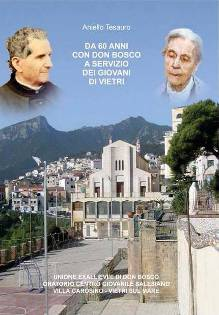 Aniello Tesauro
DA 60 ANNI
CON DON BOSCO
A SERVIZIO
DEI GIOVANI
DI VIETRI
UNIONE EXALLIEVI/E DI DON BOSCO
ORATORIO CENTRO GIOVANILE SALESIANO
VILLA CAROSINO - VIETRI SUL MARE